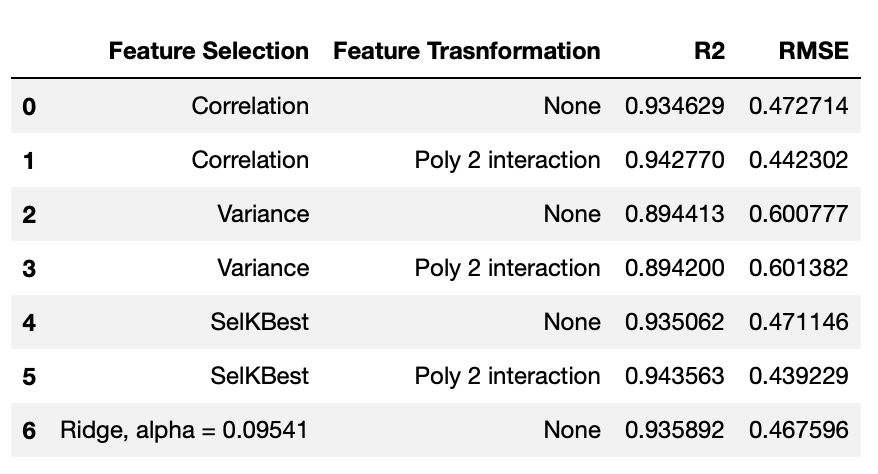 Feature Selection Feature Trasnformation R2 RMSE
0 Correlation None 0.934629 0.472714
1 Correlation Poly 2 interaction 0.942770 0.442302
2 Variance None 0.894413 0.600777
3 Variance Poly 2 interaction 0.894200 0.601382
4 SelKBest None 0.935062 0.471146
5 SelKBest Poly 2 interaction 0.943563 0.439229
6 Ridge, alpha = 0.09541 None 0.935892 0.467596